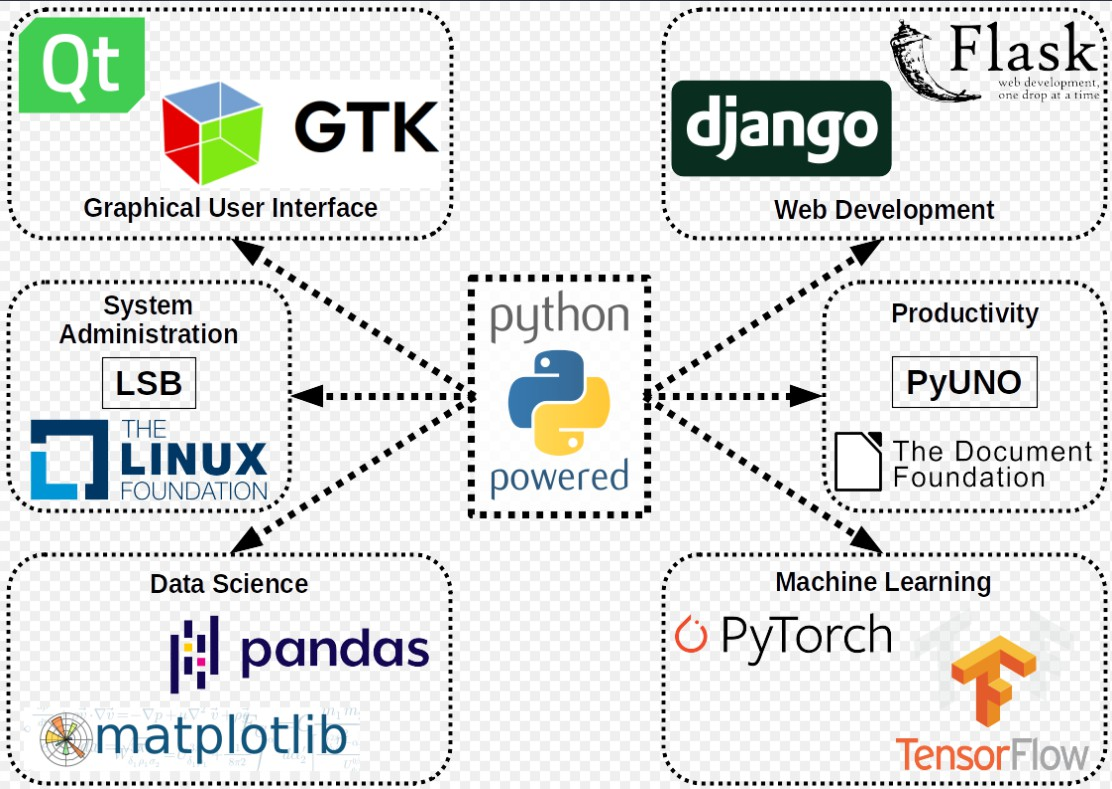 Qt
GTK
Graphical User Interface
Flask
web development,
one drop at a time
django
Web Development
System
Administration
LSB
THE
LINUX
FOUNDATION
python
powered
Productivity
PyUNO
The Document
Foundation
Data Science
pandas
matplotlib
Machine Learning
PyTorch
TensorFlow